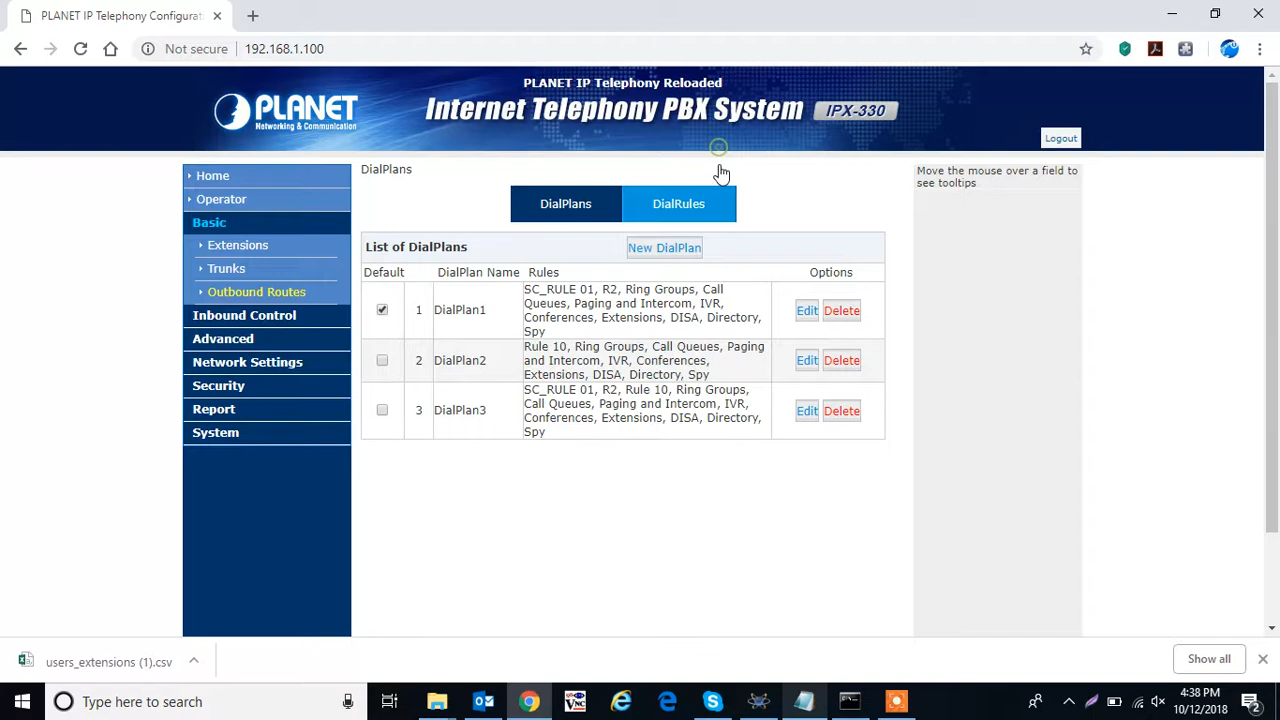 PLANET IP Telephony Configurat
Not secure
192.168.1.100
PLANET
Networking & Communication
PLANET IP Telephony Reloaded
Internet Telephony PBX System
IPX-330
Logout
Home
Operator
Basic
Extensions
Trunks
Outbound Routes
Inbound Control
Advanced
Network Settings
Security
Report
System
DialPlans
DialPlans
DialRules
List of DialPlans
New DialPlan
Default
DialPlan Name
Rules
Options
1
DialPlan1
SC_RULE 01, R2, Ring Groups, Call
Queues, Paging and Intercom, IVR,
Conferences, Extensions, DISA, Directory,
Spy
Edit
Delete
2
DialPlan2
Rule 10, Ring Groups, Call Queues, Paging
and Intercom, IVR, Conferences,
Extensions, DISA, Directory, Spy
Edit
Delete
3
DialPlan3
SC_RULE 01, R2, Rule 10, Ring Groups,
Call Queues, Paging and Intercom, IVR,
Conferences, Extensions, DISA, Directory,
Spy
Edit
Delete
Move the mouse over a field to
see tooltips
users_extensions (1).csv
Show all
Type here to search
4:38 PM
10/12/2018
2